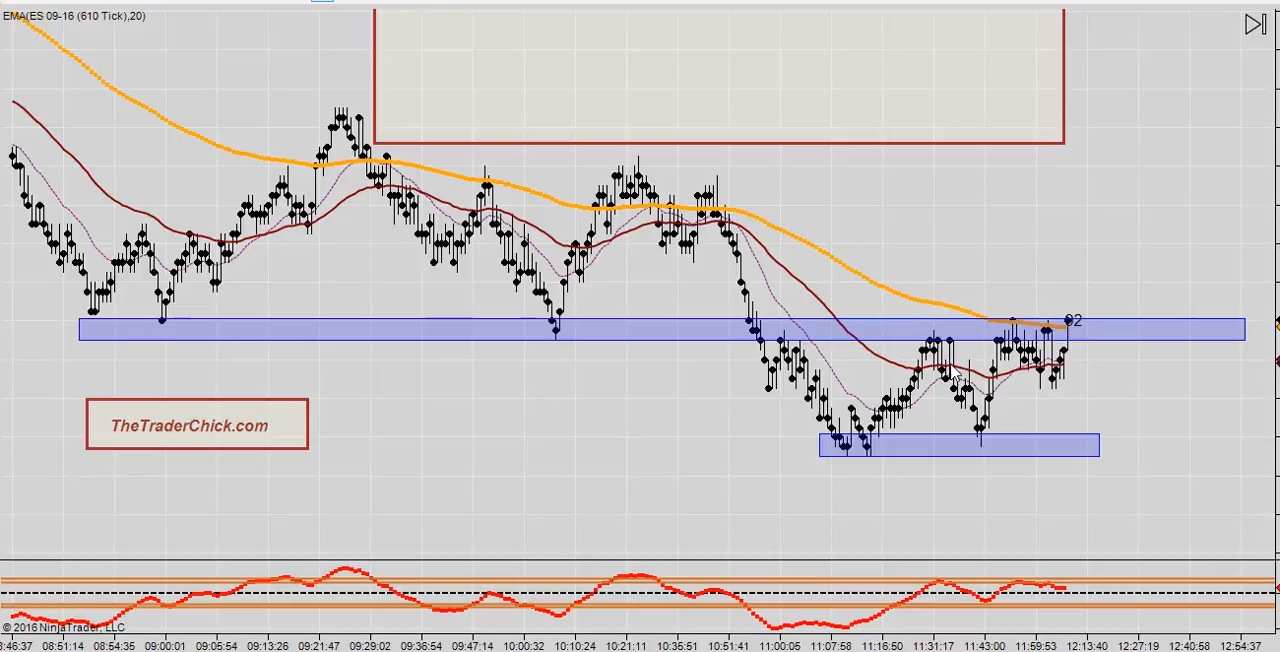 EMA(ES 09-16 (610 Tick),20)
92
TheTraderChick.com
© 2016 NinjaTrader, LLC
8:46:37 08:51:14 08:54:35 09:00:01 09:05:54 09:13:26 09:21:47 09:29:02 09:36:54 09:47:14 10:00:32 10:10:24 10:21:11 10:36:51 10:51:41 11:00:05 11:07:58 11:16:50 11:31:17 11:43:00 11:59:53 12:13:40 12:27:19 12:40:58 12:54:37